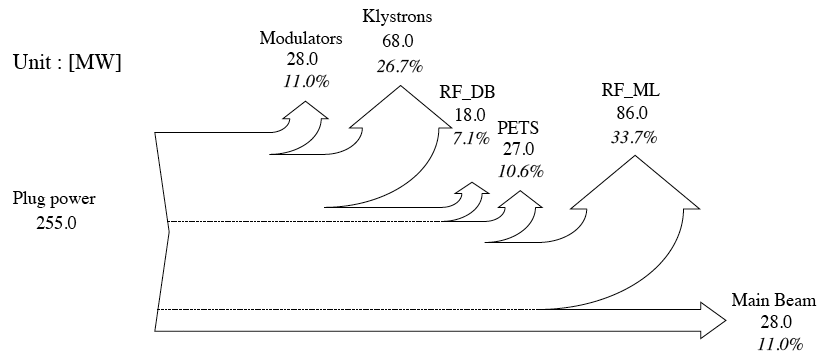 Klystrons
68.0
26.7%
Modulators
28.0
11.0%
Unit : [MW]
RF_DB
18.0
7.1%
PETS
27.0
10.6%
RF_ML
86.0
33.7%
Plug power
255.0
Main Beam
28.0
11.0%